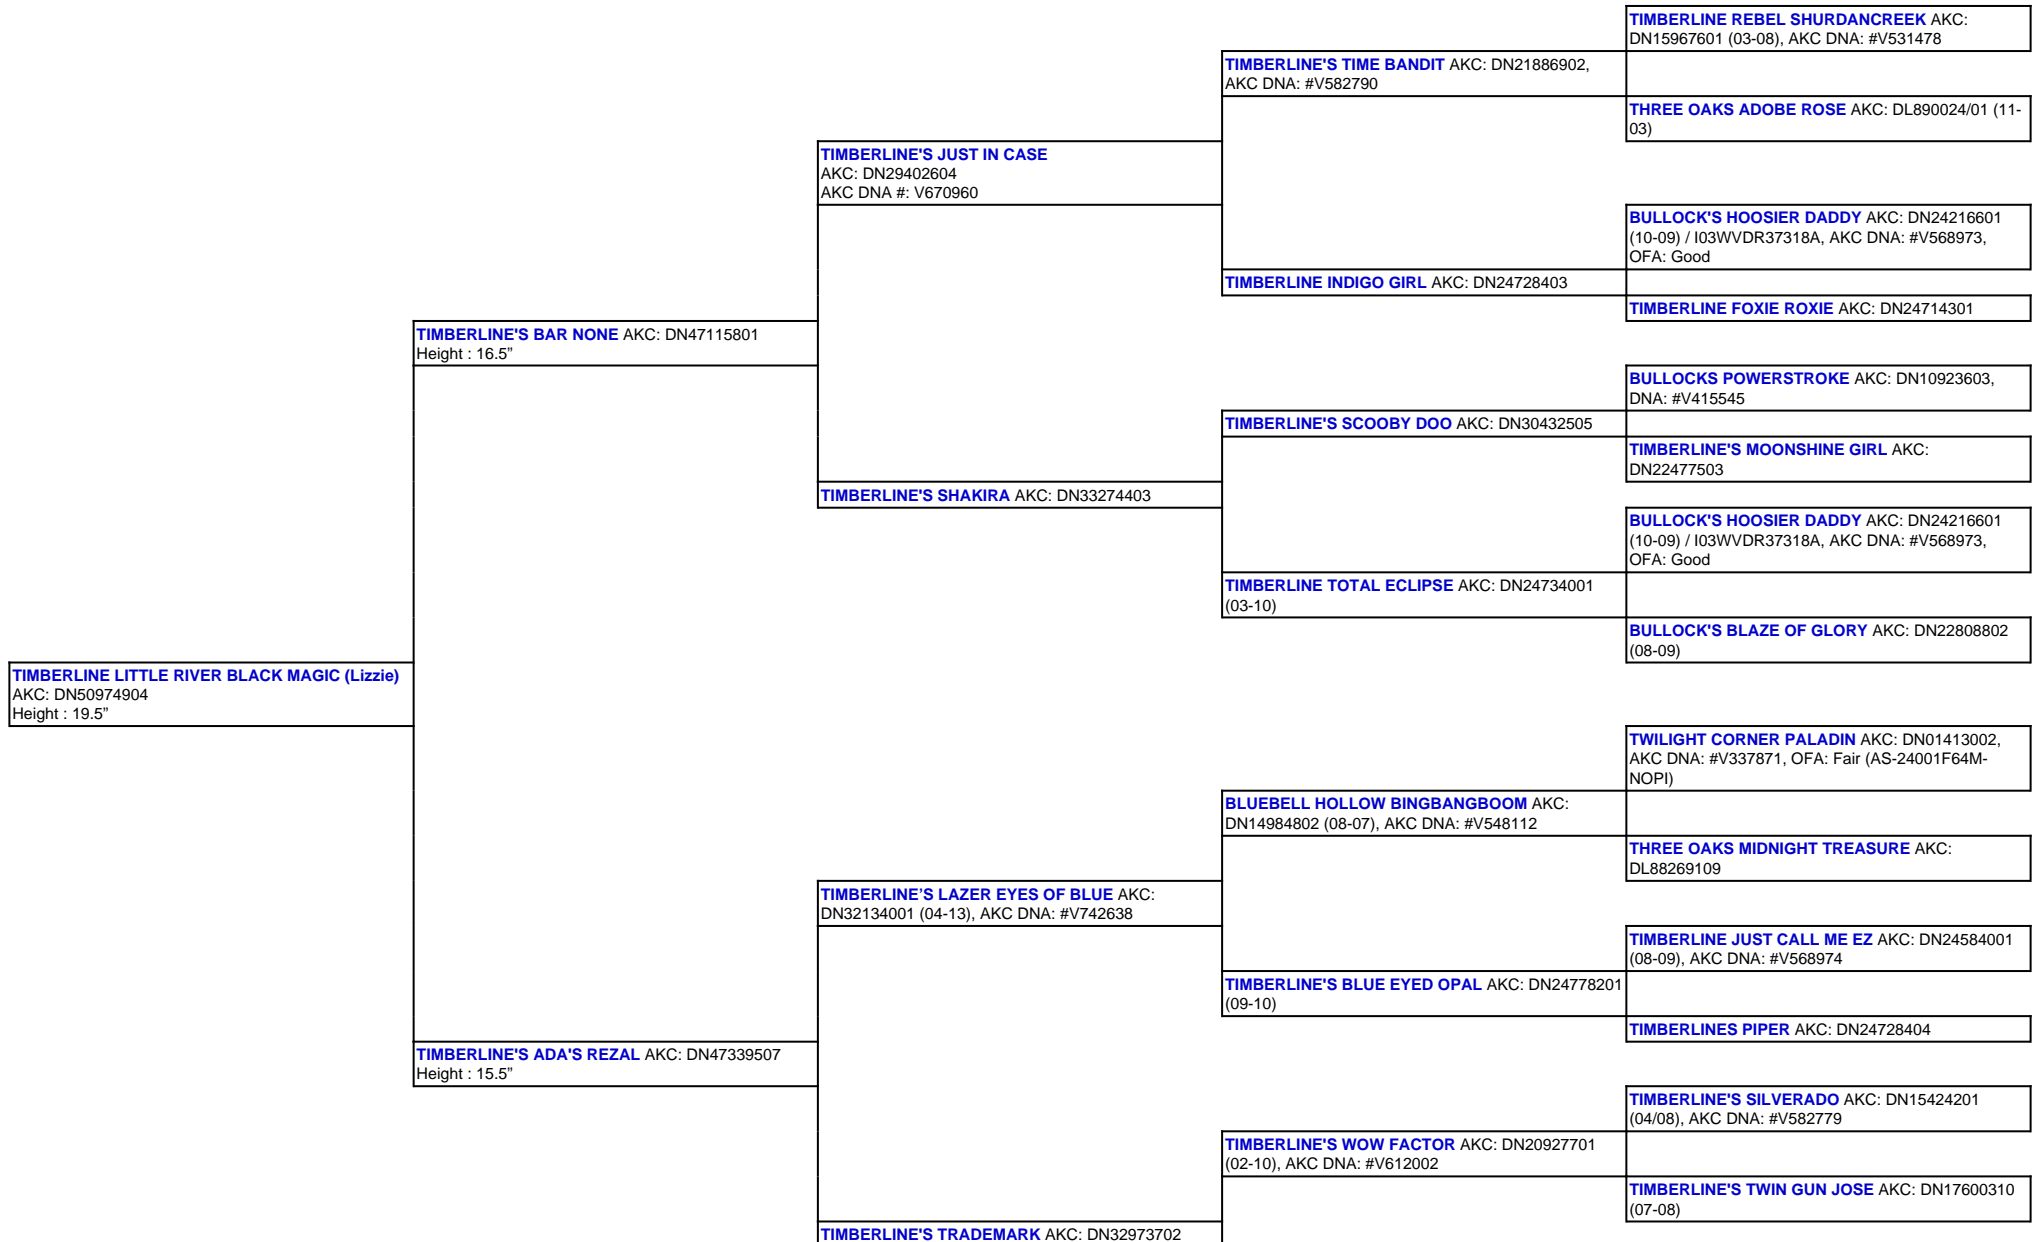 TIMBERLINE REBEL SHURDANCREEK AKC:
DN15967601 (03-08), AKC DNA: #V531478
TIMBERLINE'S TIME BANDIT AKC: DN21886902,
AKC DNA: #V582790
THREE OAKS ADOBE ROSE AKC: DL890024/01 (11-
03)
TIMBERLINE'S JUST IN CASE
AKC: DN29402604
AKC DNA #: V670960
BULLOCK'S HOOSIER DADDY AKC: DN24216601
(10-09) / I03WVDR37318A, AKC DNA: #V568973,
OFA: Good
TIMBERLINE INDIGO GIRL AKC: DN24728403
TIMBERLINE FOXIE ROXIE AKC: DN24714301
TIMBERLINE'S BAR NONE AKC: DN47115801
Height : 16.5”
BULLOCKS POWERSTROKE AKC: DN10923603,
DNA: #V415545
TIMBERLINE'S SCOOBY DOO AKC: DN30432505
TIMBERLINE'S MOONSHINE GIRL AKC:
DN22477503
TIMBERLINE'S SHAKIRA AKC: DN33274403
BULLOCK'S HOOSIER DADDY AKC: DN24216601
(10-09) / I03WVDR37318A, AKC DNA: #V568973,
OFA: Good
TIMBERLINE TOTAL ECLIPSE AKC: DN24734001
(03-10)
BULLOCK'S BLAZE OF GLORY AKC: DN22808802
(08-09)
TIMBERLINE LITTLE RIVER BLACK MAGIC (Lizzie)
AKC: DN50974904
Height : 19.5”
TWILIGHT CORNER PALADIN AKC: DN01413002,
AKC DNA: #V337871, OFA: Fair (AS-24001F64M-
NOPI)
BLUEBELL HOLLOW BINGBANGBOOM AKC:
DN14984802 (08-07), AKC DNA: #V548112
THREE OAKS MIDNIGHT TREASURE AKC:
DL88269109
TIMBERLINE’S LAZER EYES OF BLUE AKC:
DN32134001 (04-13), AKC DNA: #V742638
TIMBERLINE JUST CALL ME EZ AKC: DN24584001
(08-09), AKC DNA: #V568974
TIMBERLINE'S BLUE EYED OPAL AKC: DN24778201
(09-10)
TIMBERLINES PIPER AKC: DN24728404
TIMBERLINE'S ADA'S REZAL AKC: DN47339507
Height : 15.5”
TIMBERLINE'S SILVERADO AKC: DN15424201
(04/08), AKC DNA: #V582779
TIMBERLINE'S WOW FACTOR AKC: DN20927701
(02-10), AKC DNA: #V612002
TIMBERLINE'S TWIN GUN JOSE AKC: DN17600310
(07-08)
TIMBERLINE'S TRADEMARK AKC: DN32973702